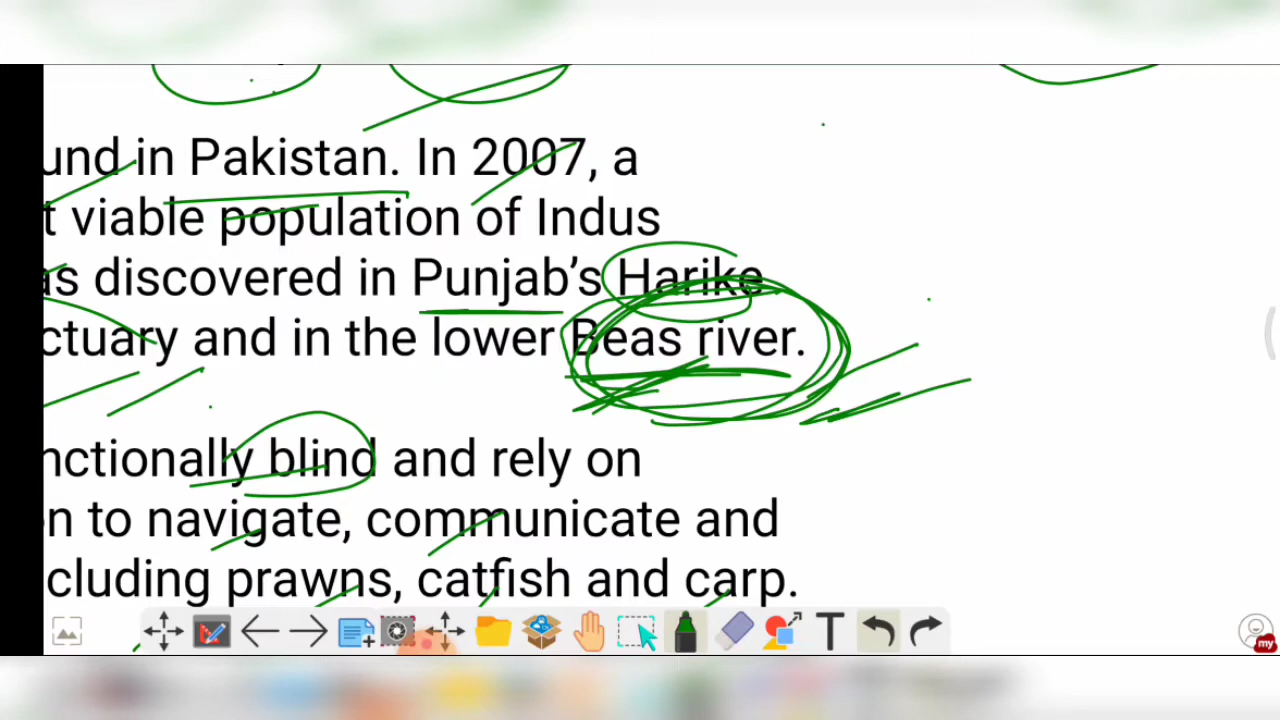 und in Pakistan. In 2007, a
t viable population of Indus
as discovered in Punjab’s Harike
ctuary and in the lower Beas river.
nctionally blind and rely on
n to navigate, communicate and
cluding prawns, catfish and carp.
T
my